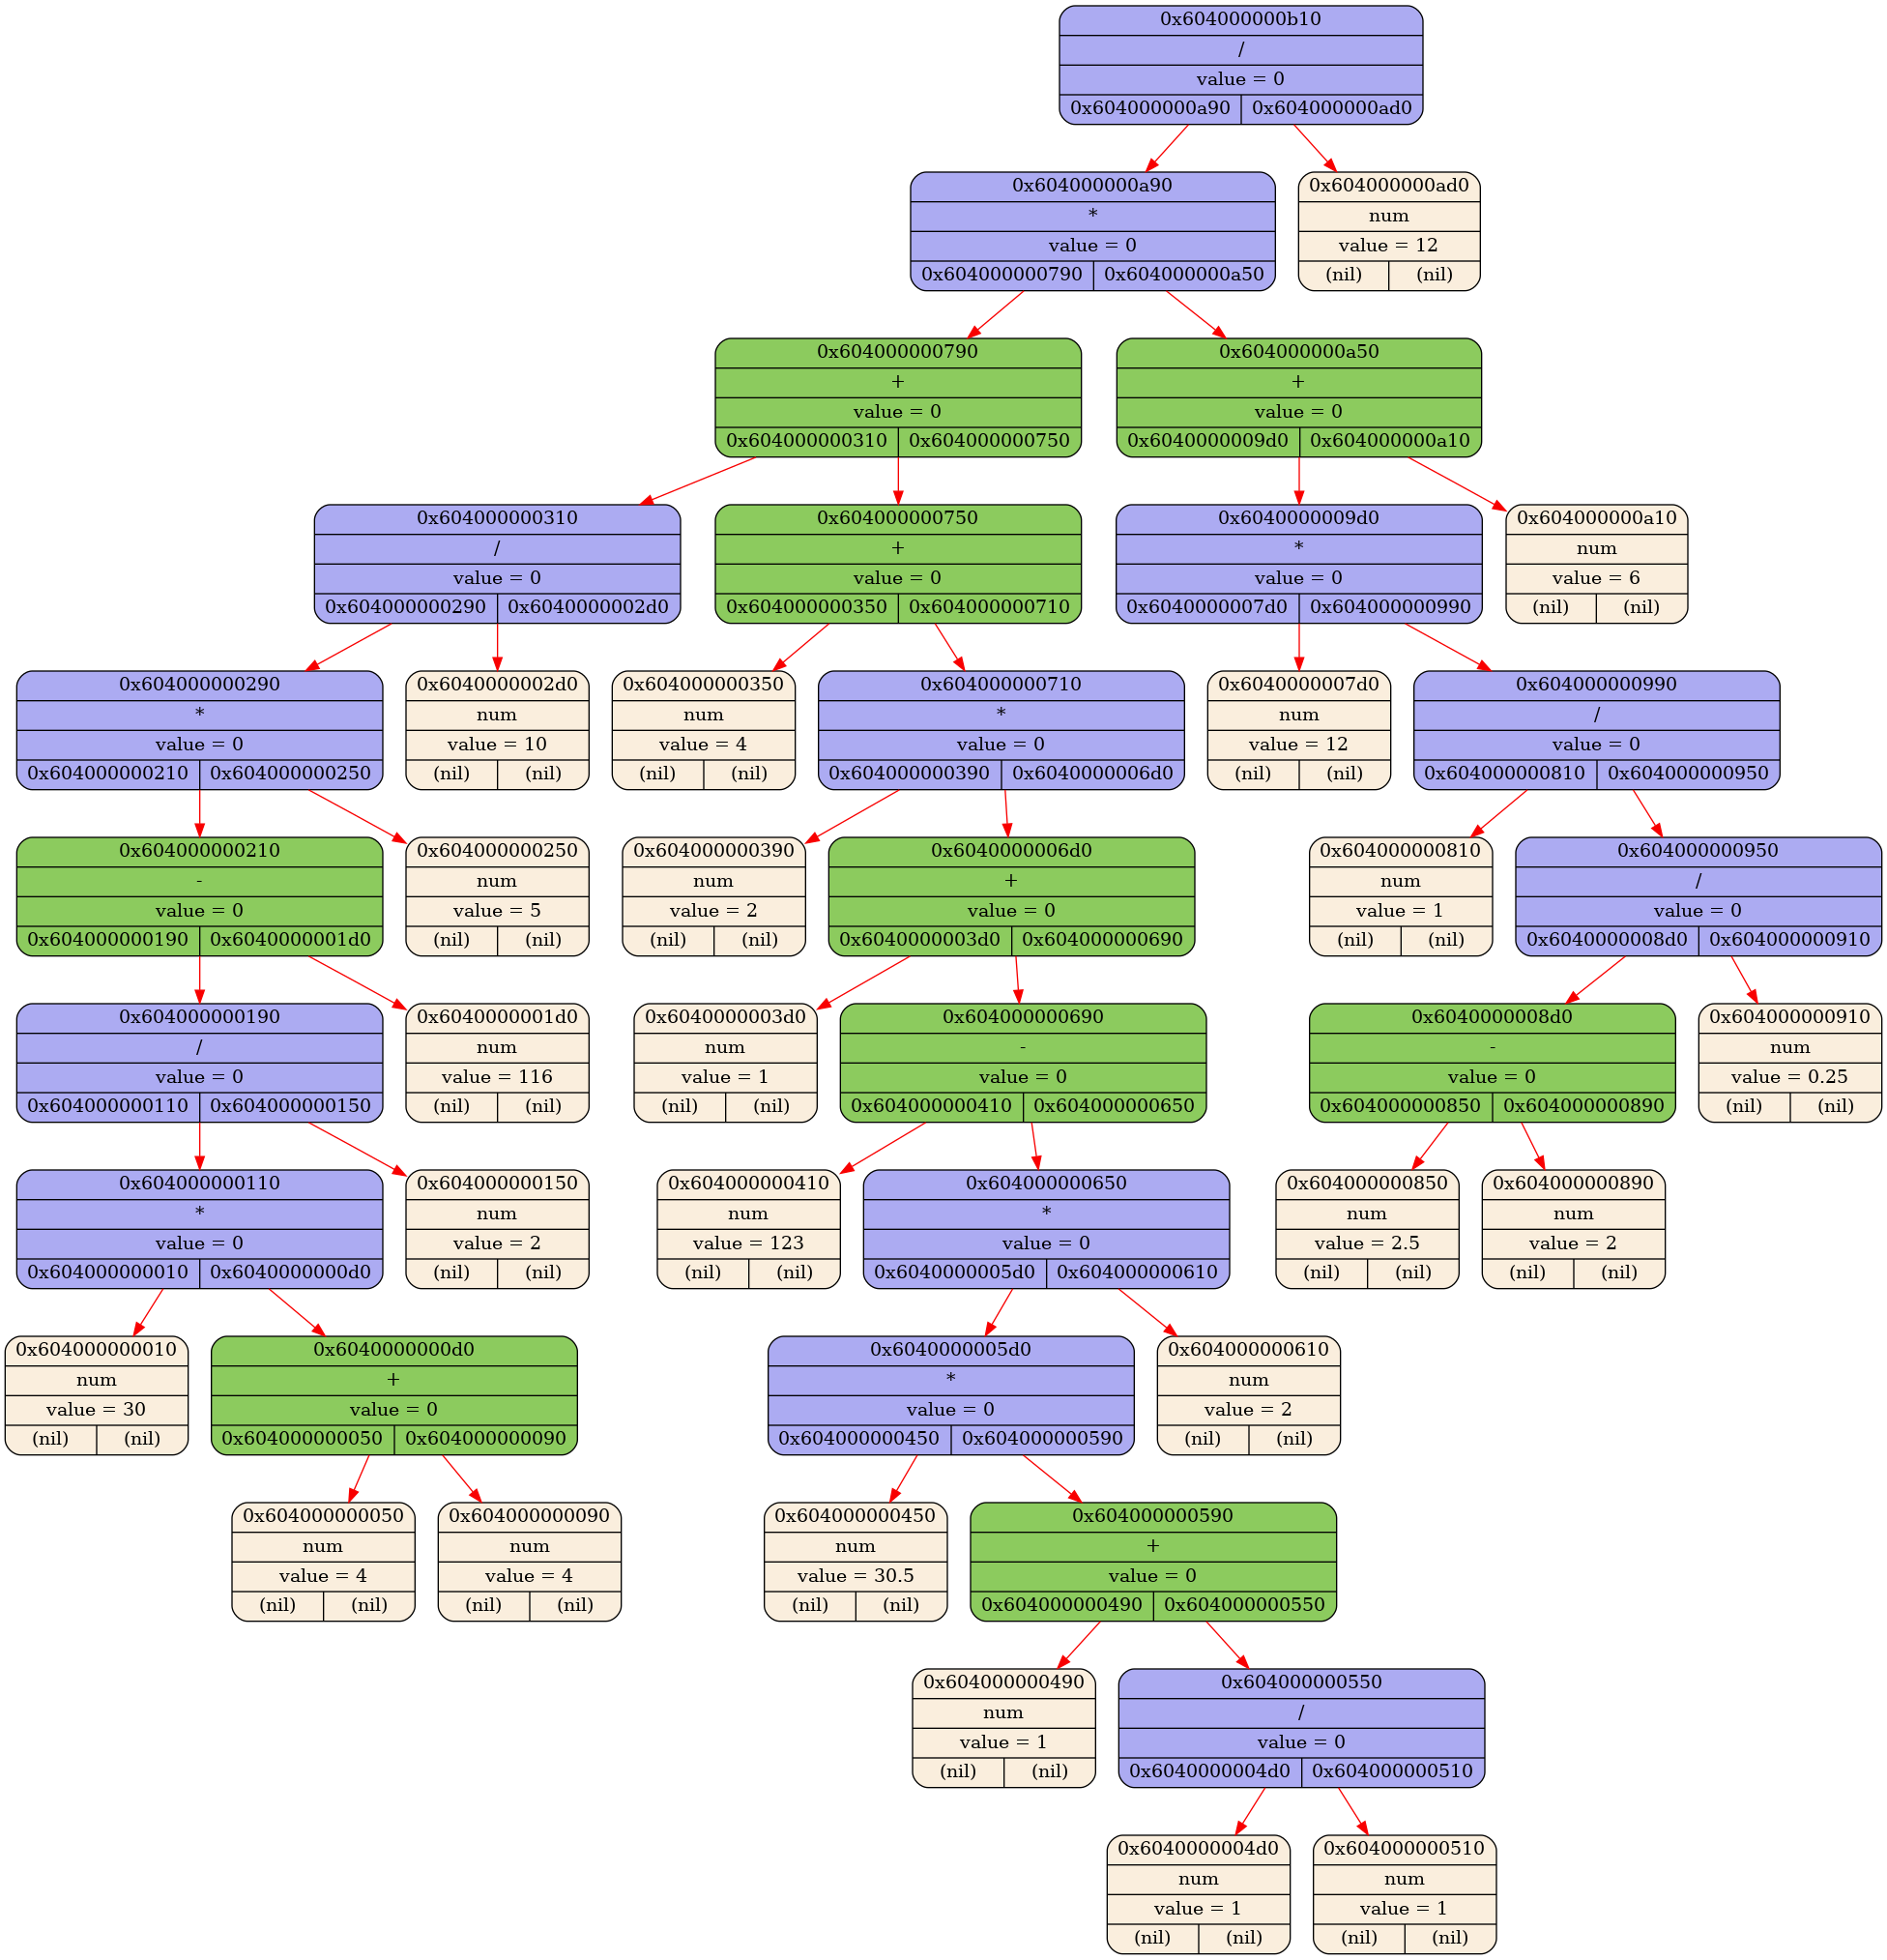 0x604000000b10
/
value = 0
0x604000000a90 0x604000000ad0
0x604000000a90
*
value = 0
0x604000000790 0x604000000a50
0x604000000ad0
num
value = 12
(nil) (nil)
0x604000000790
+
value = 0
0x604000000310 0x604000000750
0x604000000a50
+
value = 0
0x6040000009d0 0x604000000a10
0x604000000310
/
value = 0
0x604000000290 0x6040000002d0
0x604000000750
+
value = 0
0x604000000350 0x604000000710
0x6040000009d0
*
value = 0
0x6040000007d0 0x604000000990
0x604000000a10
num
value = 6
(nil) (nil)
0x604000000290
*
value = 0
0x604000000210 0x604000000250
0x6040000002d0
num
value = 10
(nil) (nil)
0x604000000350
num
value = 4
(nil) (nil)
0x604000000710
*
value = 0
0x604000000390 0x6040000006d0
0x6040000007d0
num
value = 12
(nil) (nil)
0x604000000990
/
value = 0
0x604000000810 0x604000000950
0x604000000210
-
value = 0
0x604000000190 0x6040000001d0
0x604000000250
num
value = 5
(nil) (nil)
0x604000000390
num
value = 2
(nil) (nil)
0x6040000006d0
+
value = 0
0x6040000003d0 0x604000000690
0x604000000810
num
value = 1
(nil) (nil)
0x604000000950
/
value = 0
0x6040000008d0 0x604000000910
0x604000000190
/
value = 0
0x604000000110 0x604000000150
0x6040000001d0
num
value = 116
(nil) (nil)
0x6040000003d0
num
value = 1
(nil) (nil)
0x604000000690
-
value = 0
0x604000000410 0x604000000650
0x6040000008d0
-
value = 0
0x604000000850 0x604000000890
0x604000000910
num
value = 0.25
(nil) (nil)
0x604000000110
*
value = 0
0x604000000010 0x6040000000d0
0x604000000150
num
value = 2
(nil) (nil)
0x604000000410
num
value = 123
(nil) (nil)
0x604000000650
*
value = 0
0x6040000005d0 0x604000000610
0x604000000850
num
value = 2.5
(nil) (nil)
0x604000000890
num
value = 2
(nil) (nil)
0x604000000010
num
value = 30
(nil) (nil)
0x6040000000d0
+
value = 0
0x604000000050 0x604000000090
0x6040000005d0
*
value = 0
0x604000000450 0x604000000590
0x604000000610
num
value = 2
(nil) (nil)
0x604000000050
num
value = 4
(nil) (nil)
0x604000000090
num
value = 4
(nil) (nil)
0x604000000450
num
value = 30.5
(nil) (nil)
0x604000000590
+
value = 0
0x604000000490 0x604000000550
0x604000000490
num
value = 1
(nil) (nil)
0x604000000550
/
value = 0
0x6040000004d0 0x604000000510
0x6040000004d0
num
value = 1
(nil) (nil)
0x604000000510
num
value = 1
(nil) (nil)